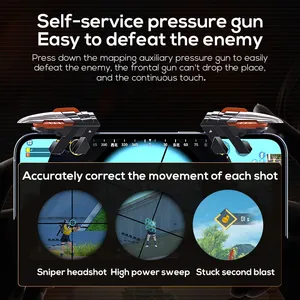 Self-service pressure gun
Easy to defeat the enemy
Press down the mapping auxiliary pressure gun to easily
defeat the enemy, the frontal gun can't drop the place,
and the continuous touch.
Accurately correct the movement of each shot
Sniper headshot High power sweep Stuck second blast